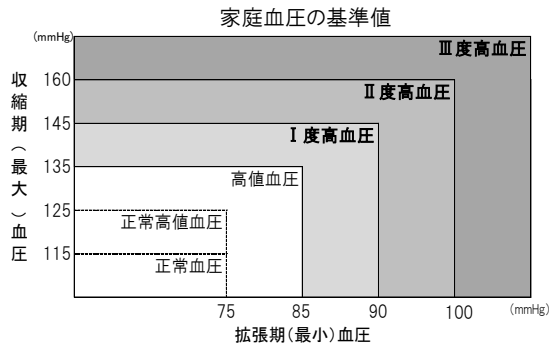 家庭血圧の基準値
(mmHg)
Ⅲ度高血圧
160
Ⅱ度高血圧
145
Ⅰ度高血圧
135
高値血圧
125
正常高値血圧
115
正常血圧
収縮期(最大)血圧
75
85
90
100
(mmHg)
拡張期(最小)血圧